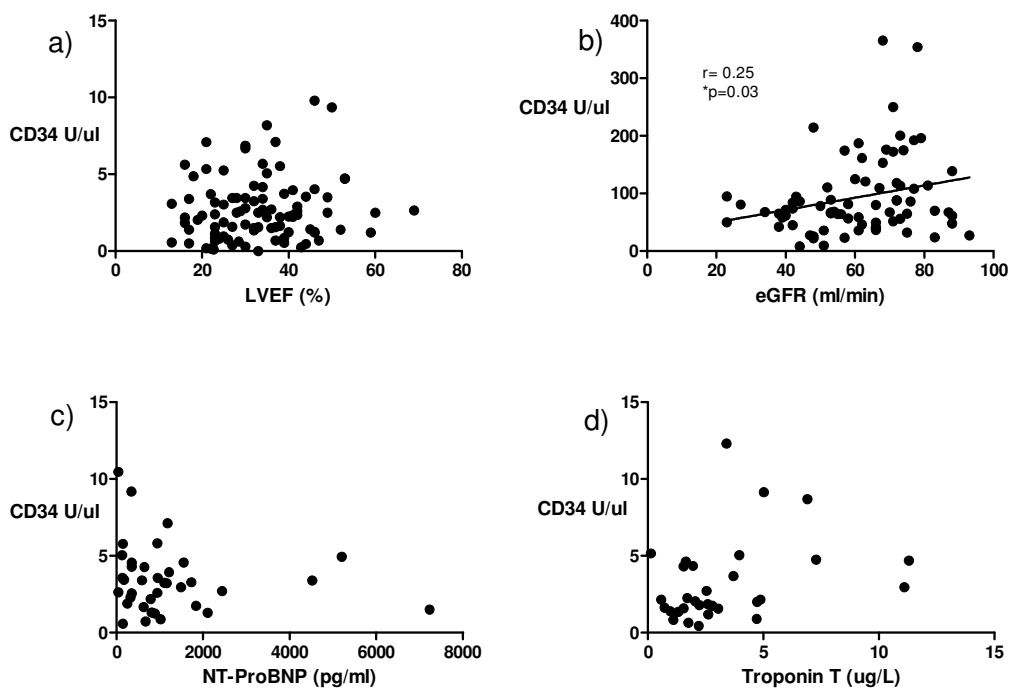 a)
15
10
5
0
CD34 U/ul
0 20 40 60 80
LVEF (%)
b)
400
300
200
100
0
CD34 U/ul
r= 0.25
*p=0.03
0 20 40 60 80 100
eGFR (ml/min)
c)
15
10
5
0
CD34 U/ul
0 2000 4000 6000 8000
NT-ProBNP (pg/ml)
d)
15
10
5
0
CD34 U/ul
0 5 10 15
Troponin T (ug/L)